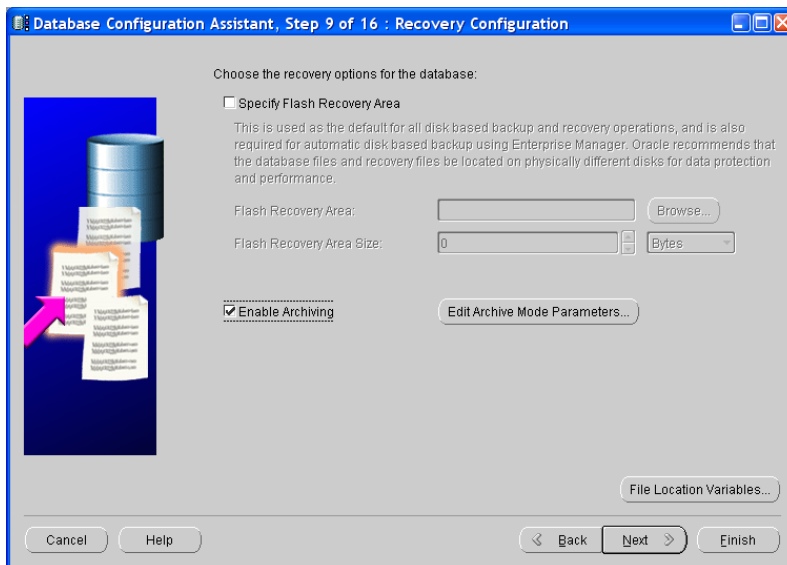 Database Configuration Assistant, Step 9 of 16 : Recovery Configuration
Choose the recovery options for the database:
Specify Flash Recovery Area
This is used as the default for all disk based backup and recovery operations, and is also
required for automatic disk based backup using Enterprise Manager. Oracle recommends that
the database files and recovery files be located on physically different disks for data protection
and performance.
Flash Recovery Area:
Browse...
Flash Recovery Area Size:
0
Bytes
Enable Archiving
Edit Archive Mode Parameters...
File Location Variables...
Cancel
Help
Back
Next
Finish